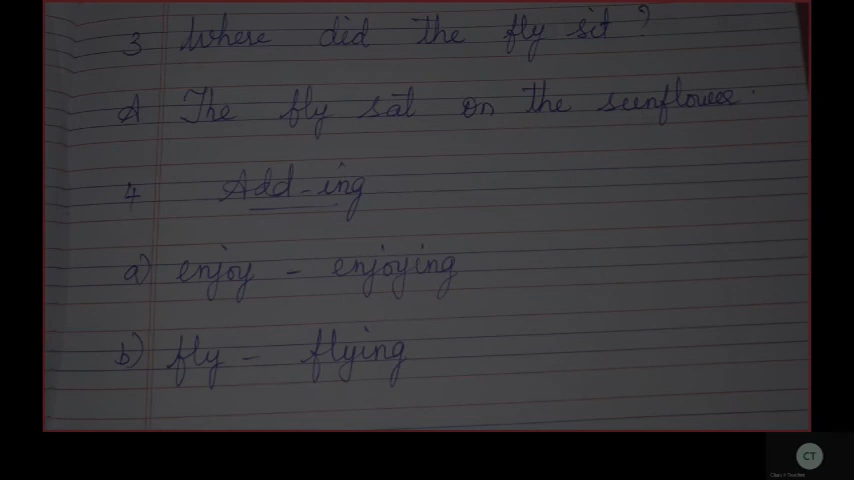 3 Where did the fly sit ?
A The fly sat on the sunflower.
4 Add-ing
a) enjoy - enjoying
b) fly - flying
CT